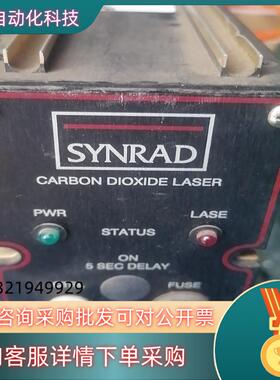 自动化科技
SYNRAD
CARBON DIOXIDE LASER
PWR
STATUS
LASE
ON
5 SEC DELAY
FUSE
821949929
咨询采购批发可对公开票
客服详情下单采购